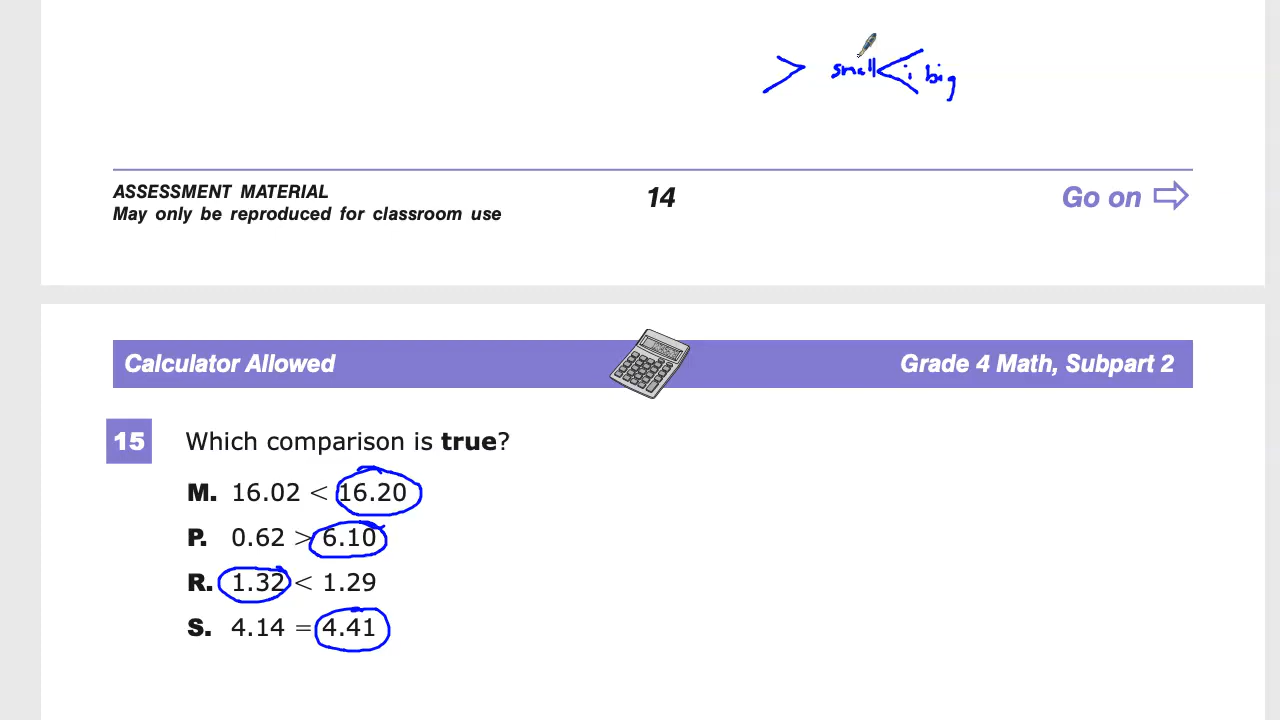 > small < i big
ASSESSMENT MATERIAL
May only be reproduced for classroom use
14
Go on
Calculator Allowed
Grade 4 Math, Subpart 2
15 Which comparison is true?
M. 16.02 < 16.20
P. 0.62 > 6.10
R. 1.32 < 1.29
S. 4.14 = 4.41